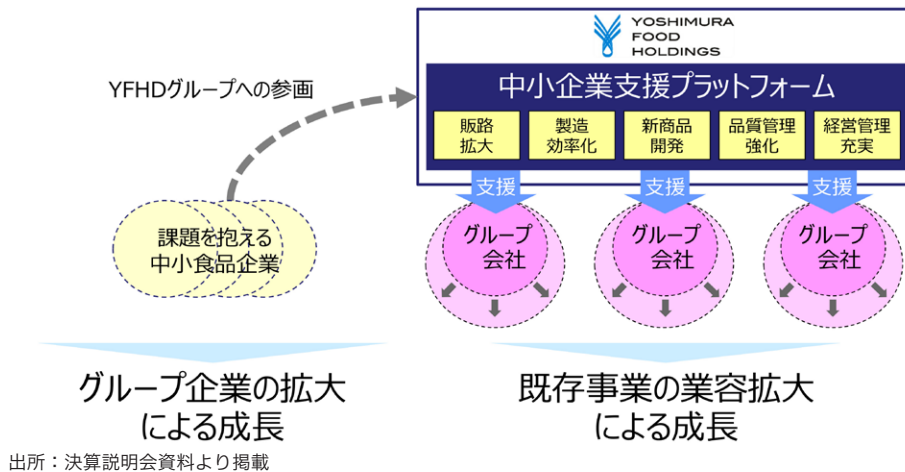 YOSHIMURA
FOOD
HOLDINGS
中小企業支援プラットフォーム
販路
拡大
製造
効率化
新商品
開発
品質管理
強化
経営管理
充実
YFHDグループへの参画
支援
支援
支援
課題を抱える
中小食品企業
グループ
会社
グループ
会社
グループ
会社
グループ企業の拡大
による成長
既存事業の業容拡大
による成長
出所：決算説明会資料より掲載